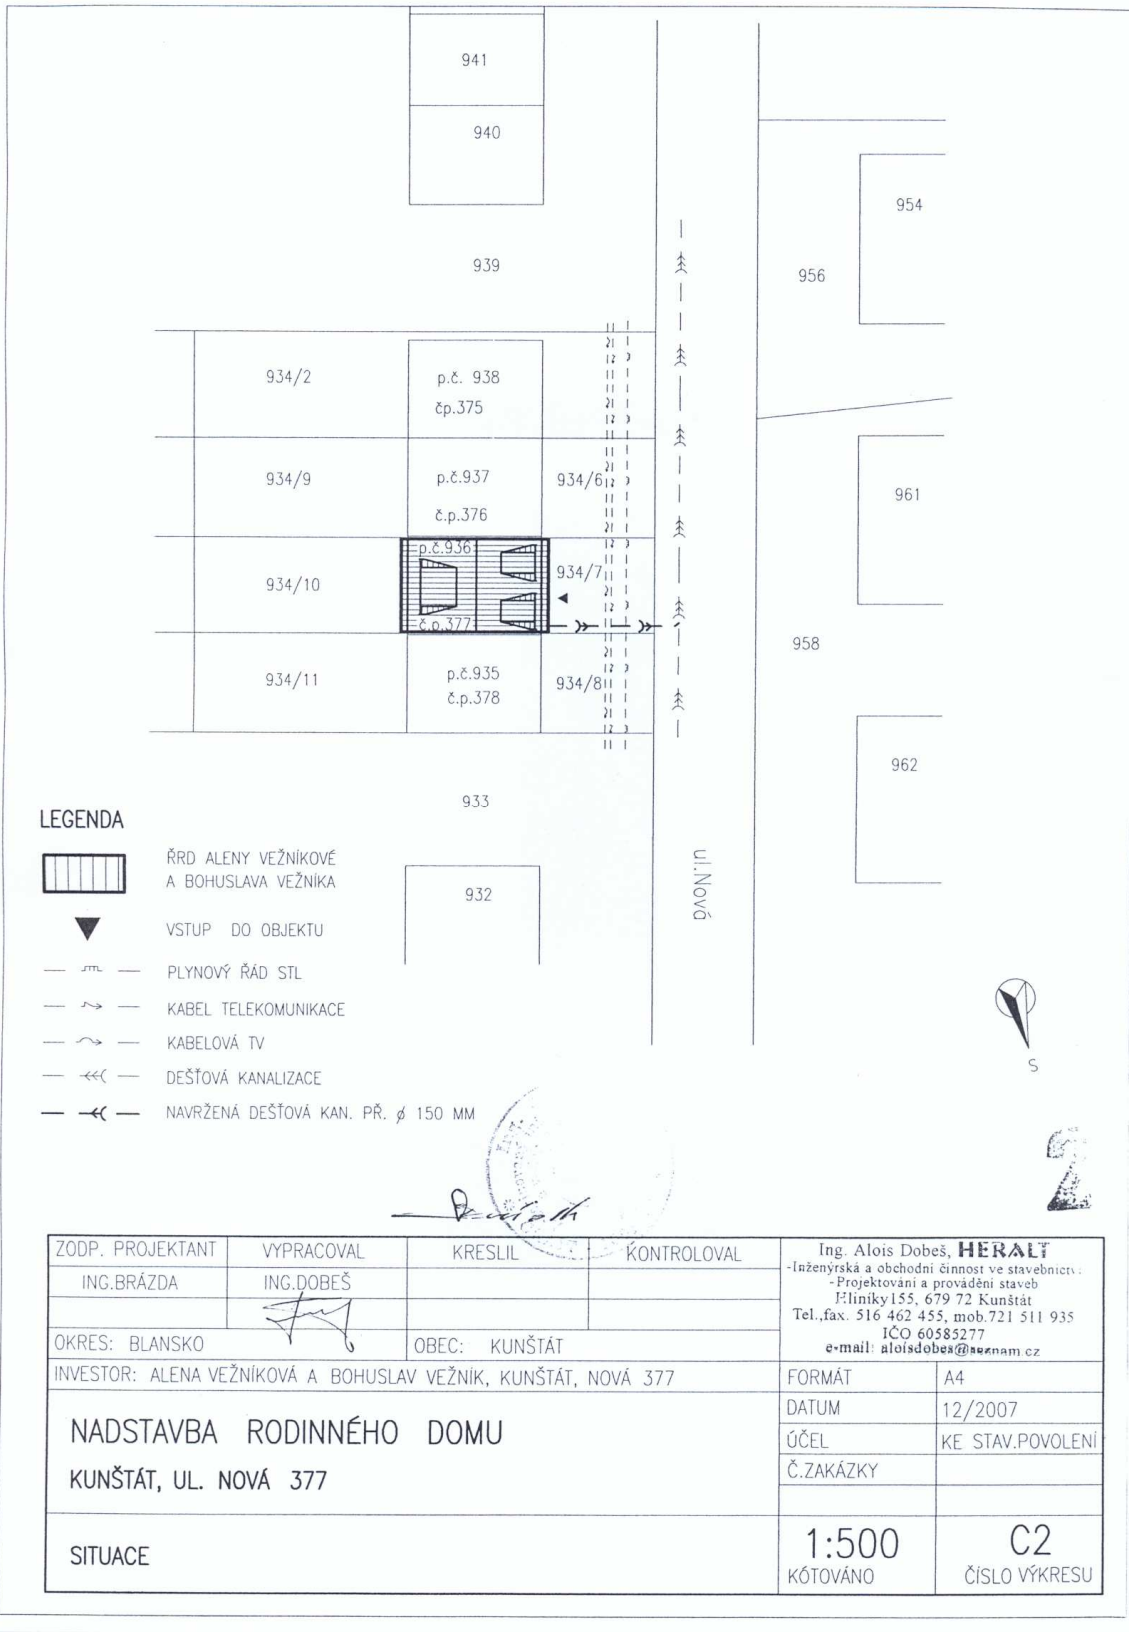 941
940
954
939
956
934/2
p.č. 938
čp.375
934/9
p.č.937
č.p.376
934/6
961
p.č.936
934/10
934/7
č.p.377
958
934/11
p.č.935
č.p.378
934/8
962
933
932
ul.Nová
LEGENDA
ŘRD ALENY VEŽNÍKOVÉ
A BOHUSLAVA VEŽNÍKA
VSTUP DO OBJEKTU
PLYNOVÝ ŘÁD STL
KABEL TELEKOMUNIKACE
KABELOVÁ TV
DEŠŤOVÁ KANALIZACE
NAVRŽENÁ DEŠŤOVÁ KAN. PŘ. ϕ 150 MM
S
2
ZODP. PROJEKTANT VYPRACOVAL KRESLIL KONTROLOVAL
ING.BRÁZDA ING.DOBEŠ
OKRES: BLANSKO OBEC: KUNŠTÁT
INVESTOR: ALENA VEŽNÍKOVÁ A BOHUSLAV VEŽNÍK, KUNŠTÁT, NOVÁ 377
NADSTAVBA RODINNÉHO DOMU
KUNŠTÁT, UL. NOVÁ 377
SITUACE
Ing. Alois Dobeš, HERALT
-Inženýrská a obchodní činnost ve stavebnictví
-Projektování a provádění staveb
Hliníky155, 679 72 Kunštát
Tel.,fax. 516 462 455, mob.721 511 935
IČO 60585277
e-mail: aloisdobes@seznam.cz
FORMÁT A4
DATUM 12/2007
ÚČEL KE STAV.POVOLENÍ
Č.ZAKÁZKY
1:500 C2
KÓTOVÁNO ČÍSLO VÝKRESU